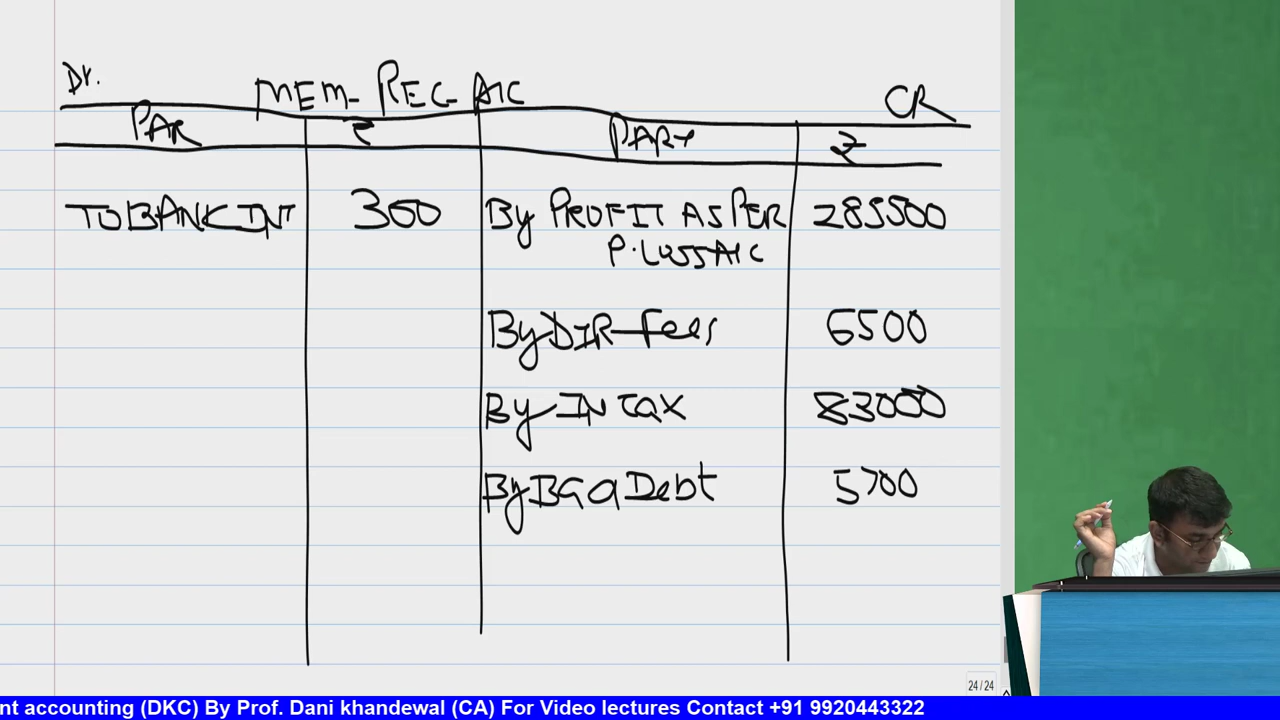 Dr.
MEM- REC- A/C
CR
PAR ₹ PART ₹
TO BANK INT 300 By PROFIT AS PER 285500
P. LOSS A/C
By DIR- Fees 6500
By IN TAX 83000
By BAD Debt 5700
24 / 24
nt accounting (DKC) By Prof. Dani khandewal (CA) For Video lectures Contact +91 9920443322